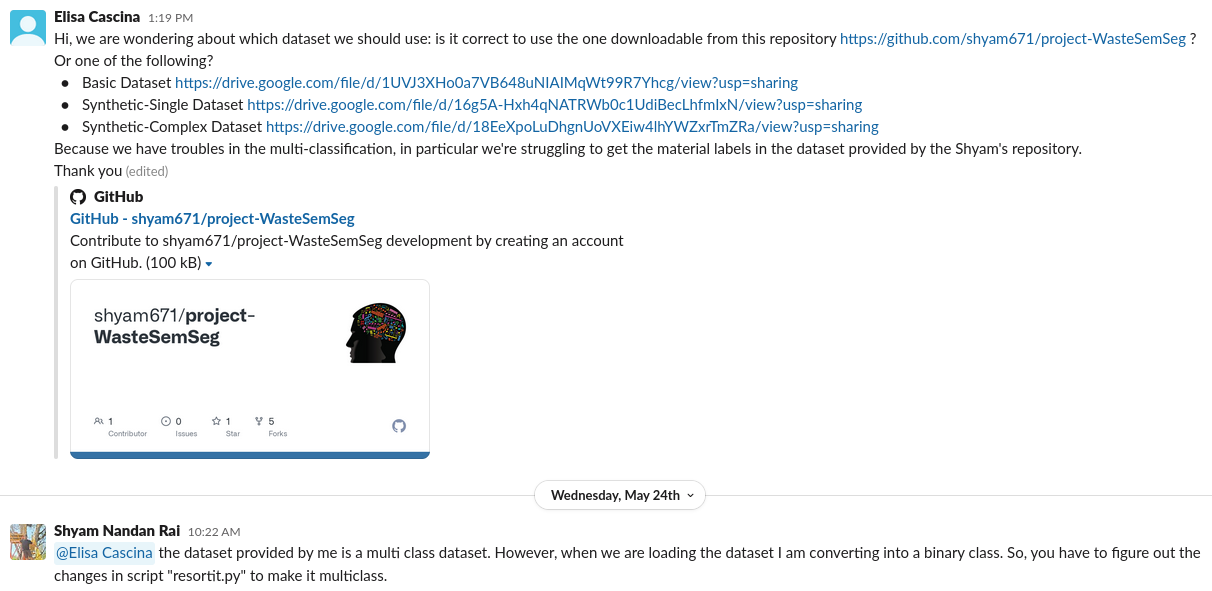 Elisa Cascina 1:19 PM
Hi, we are wondering about which dataset we should use: is it correct to use the one downloadable from this repository https://github.com/shyam671/project-WasteSemSeg ?
Or one of the following?
• Basic Dataset https://drive.google.com/file/d/1UVJ3XHo0a7VB648uNIAIMqWt99R7Yhcg/view?usp=sharing
• Synthetic-Single Dataset https://drive.google.com/file/d/16g5A-Hxh4qNATRWb0c1UdiBecLhfmIxN/view?usp=sharing
• Synthetic-Complex Dataset https://drive.google.com/file/d/18EeXpoLuDhgnUoVXEiw4lhYWZxrTmZRa/view?usp=sharing
Because we have troubles in the multi-classification, in particular we're struggling to get the material labels in the dataset provided by the Shyam's repository.
Thank you (edited)
GitHub
GitHub - shyam671/project-WasteSemSeg
Contribute to shyam671/project-WasteSemSeg development by creating an account
on GitHub. (100 kB)
shyam671/project-
WasteSemSeg
1 0 1 5
Contributor Issues Star Forks
Wednesday, May 24th
Shyam Nandan Rai 10:22 AM
@Elisa Cascina the dataset provided by me is a multi class dataset. However, when we are loading the dataset I am converting into a binary class. So, you have to figure out the
changes in script "resortit.py" to make it multiclass.